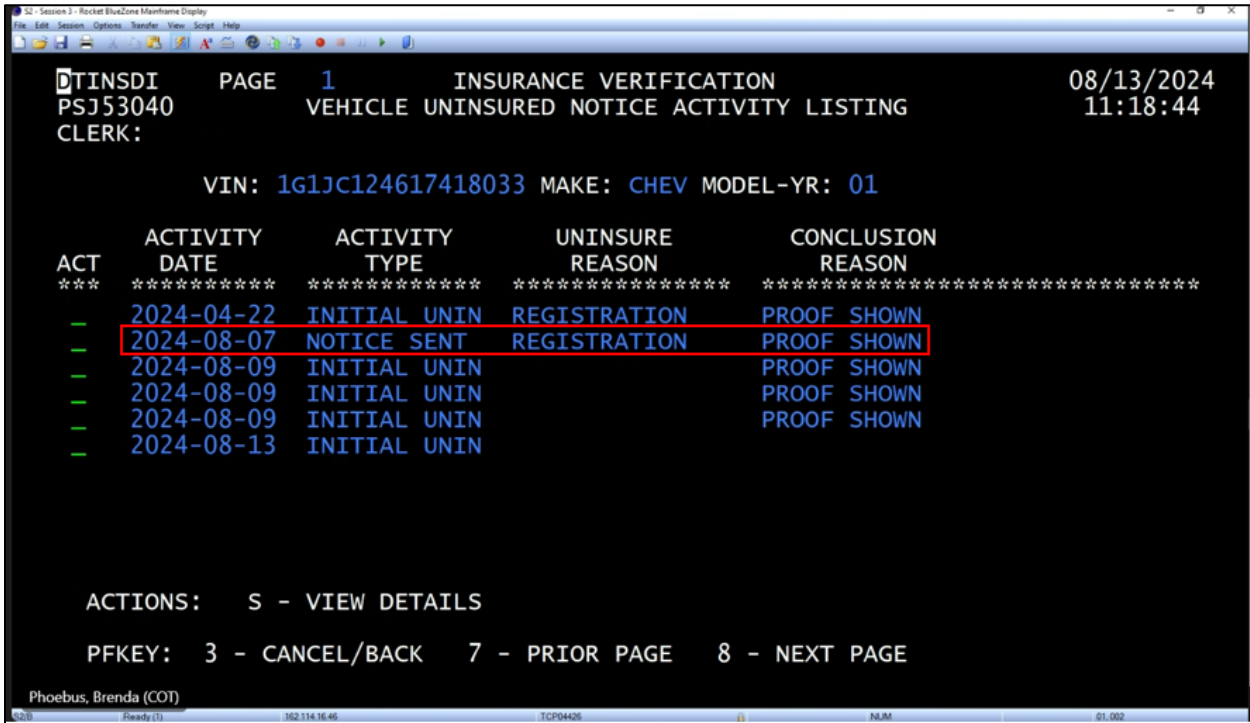 S2 - Session 3 - Rocket BlueZone Mainframe Display
File Edit Session Options Transfer View Script Help
DTINSDI PAGE 1 INSURANCE VERIFICATION 08/13/2024
PSJ53040 VEHICLE UNINSURED NOTICE ACTIVITY LISTING 11:18:44
CLERK:
VIN: 1G1JC124617418033 MAKE: CHEV MODEL-YR: 01
ACTIVITY ACTIVITY UNINSURE CONCLUSION
ACT DATE TYPE REASON REASON
*** ********** ************ *************** ******************************
_ 2024-04-22 INITIAL UNIN REGISTRATION PROOF SHOWN
_ 2024-08-07 NOTICE SENT REGISTRATION PROOF SHOWN
_ 2024-08-09 INITIAL UNIN PROOF SHOWN
_ 2024-08-09 INITIAL UNIN PROOF SHOWN
_ 2024-08-09 INITIAL UNIN PROOF SHOWN
_ 2024-08-13 INITIAL UNIN
ACTIONS: S - VIEW DETAILS
PFKEY: 3 - CANCEL/BACK 7 - PRIOR PAGE 8 - NEXT PAGE
Phoebus, Brenda (COT)
S2/B Ready (1) 162.114.16.46 TCP04426 NUM 01.002